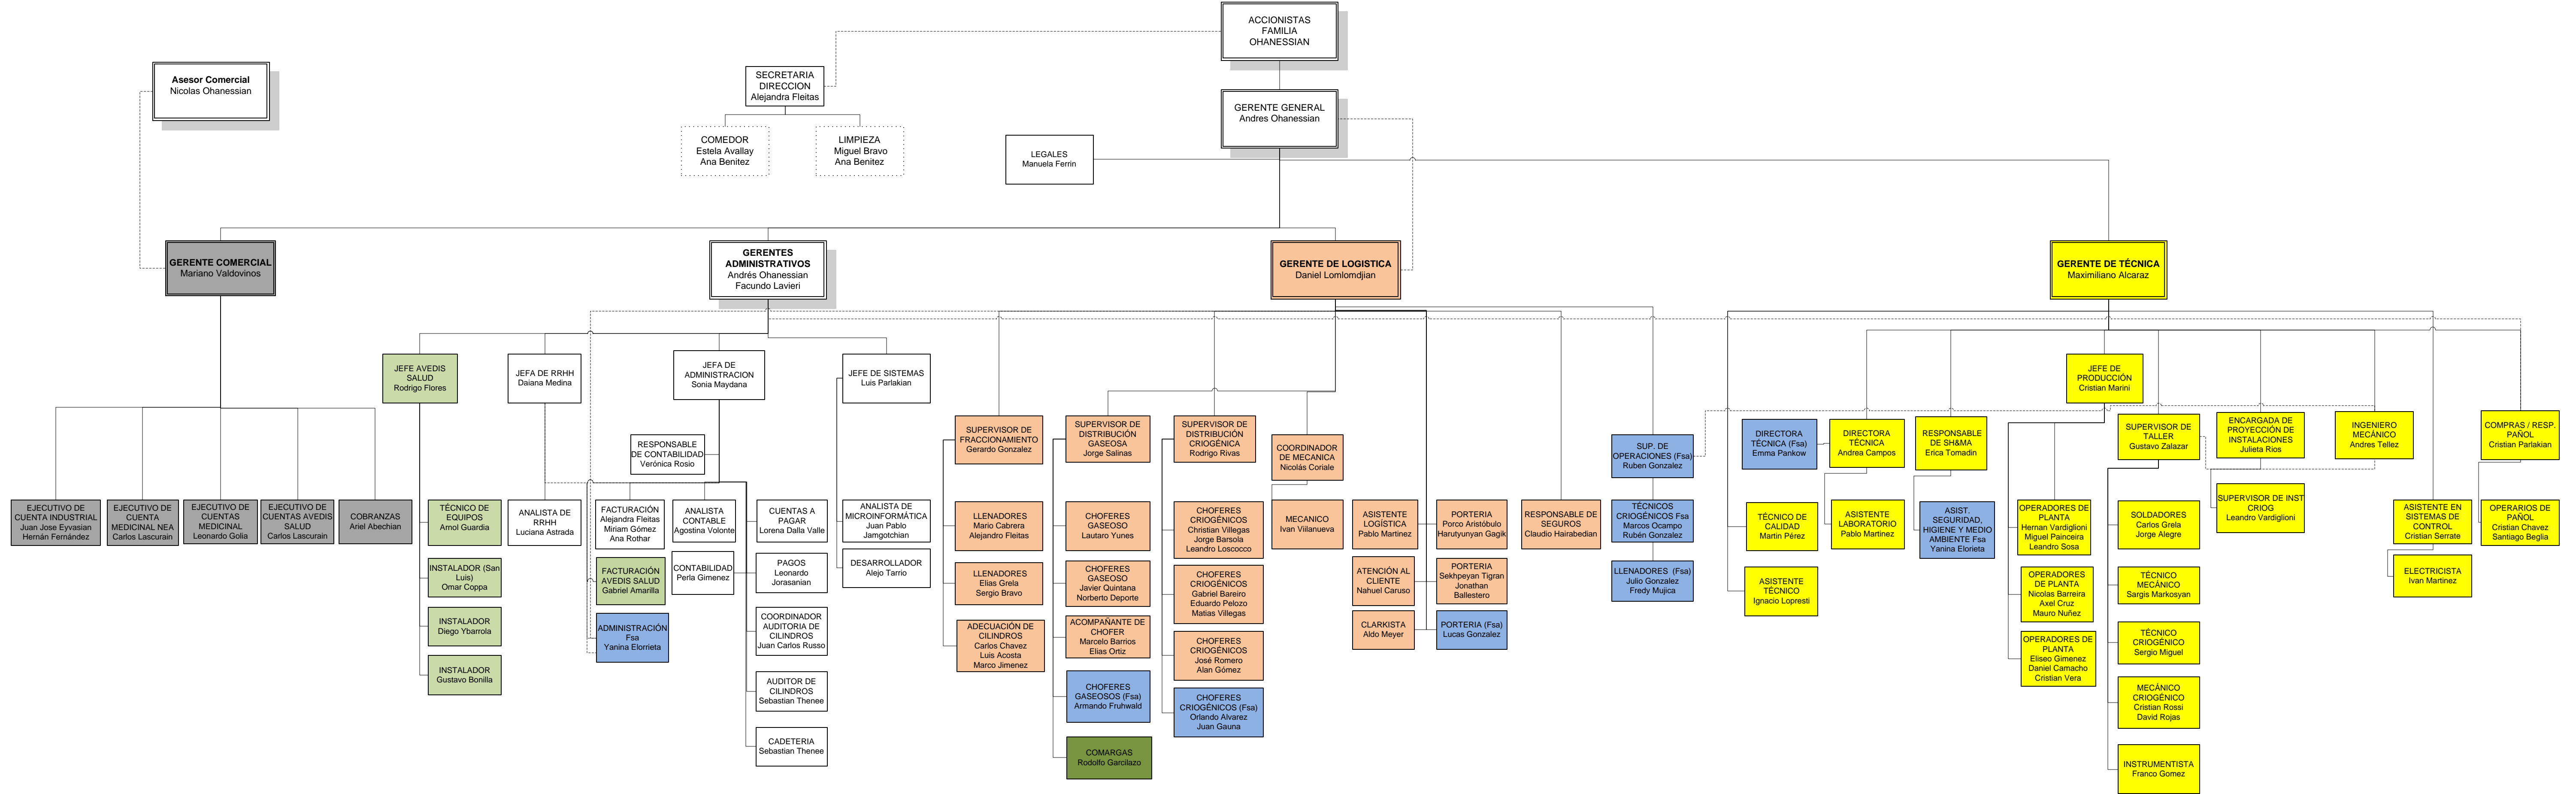 ACCIONISTAS
FAMILIA
OHANESSIAN
Asesor Comercial
Nicolas Ohanessian
SECRETARIA
DIRECCION
Alejandra Fleitas
GERENTE GENERAL
Andres Ohanessian
COMEDOR
Estela Avallay
Ana Benitez
LIMPIEZA
Miguel Bravo
Ana Benitez
LEGALES
Manuela Ferrin
GERENTE COMERCIAL
Mariano Valdovinos
GERENTES
ADMINISTRATIVOS
Andrés Ohanessian
Facundo Lavieri
GERENTE DE LOGISTICA
Daniel Lomlomdjian
GERENTE DE TÉCNICA
Maximiliano Alcaraz
JEFE AVEDIS
SALUD
Rodrigo Flores
JEFA DE RRHH
Daiana Medina
JEFA DE
ADMINISTRACION
Sonia Maydana
JEFE DE SISTEMAS
Luis Parlakian
JEFE DE
PRODUCCIÓN
Cristian Marini
RESPONSABLE
DE CONTABILIDAD
Verónica Rosio
SUPERVISOR DE
FRACCIONAMIENTO
Gerardo Gonzalez
SUPERVISOR DE
DISTRIBUCIÓN
GASEOSA
Jorge Salinas
SUPERVISOR DE
DISTRIBUCIÓN
CRIOGÉNICA
Rodrigo Rivas
COORDINADOR
DE MECANICA
Nicolás Coriale
SUP. DE
OPERACIONES (Fsa)
Ruben Gonzalez
DIRECTORA
TÉCNICA (Fsa)
Emma Pankow
DIRECTORA
TÉCNICA
Andrea Campos
RESPONSABLE
DE SH&MA
Erica Tomadin
SUPERVISOR DE
TALLER
Gustavo Zalazar
ENCARGADA DE
PROYECCIÓN DE
INSTALACIONES
Julieta Rios
INGENIERO
MECÁNICO
Andres Tellez
COMPRAS / RESP.
PAÑOL
Cristian Parlakian
EJECUTIVO DE
CUENTA INDUSTRIAL
Juan Jose Eyvasian
Hernán Fernández
EJECUTIVO DE
CUENTA
MEDICINAL NEA
Carlos Lascurain
EJECUTIVO DE
CUENTAS
MEDICINAL
Leonardo Golia
EJECUTIVO DE
CUENTAS AVEDIS
SALUD
Carlos Lascurain
COBRANZAS
Ariel Abechian
TÉCNICO DE
EQUIPOS
Arnol Guardia
INSTALADOR (San
Luis)
Omar Coppa
INSTALADOR
Diego Ybarrola
INSTALADOR
Gustavo Bonilla
ANALISTA DE
RRHH
Luciana Astrada
FACTURACIÓN
Alejandra Fleitas
Miriam Gómez
Ana Rothar
FACTURACIÓN
AVEDIS SALUD
Gabriel Amarilla
ADMINISTRACIÓN
Fsa
Yanina Elorrieta
ANALISTA
CONTABLE
Agostina Volonte
CONTABILIDAD
Perla Gimenez
CUENTAS A
PAGAR
Lorena Dalla Valle
PAGOS
Leonardo
Jorasanian
COORDINADOR
AUDITORIA DE
CILINDROS
Juan Carlos Russo
AUDITOR DE
CILINDROS
Sebastian Thenee
CADETERIA
Sebastian Thenee
ANALISTA DE
MICROINFORMÁTICA
Juan Pablo
Jamgotchian
DESARROLLADOR
Alejo Tarrio
LLENADORES
Mario Cabrera
Alejandro Fleitas
LLENADORES
Elias Grela
Sergio Bravo
ADECUACIÓN DE
CILINDROS
Carlos Chavez
Luis Acosta
Marco Jimenez
CHOFERES
GASEOSO
Lautaro Yunes
CHOFERES
GASEOSO
Javier Quintana
Norberto Deporte
ACOMPAÑANTE DE
CHOFER
Marcelo Barrios
Elias Ortiz
CHOFERES
GASEOSOS (Fsa)
Armando Fruhwald
COMARGAS
Rodolfo Garcilazo
CHOFERES
CRIOGÉNICOS
Christian Villegas
Jorge Barsola
Leandro Loscocco
CHOFERES
CRIOGÉNICOS
Gabriel Bareiro
Eduardo Pelozo
Matias Villegas
CHOFERES
CRIOGÉNICOS
José Romero
Alan Gómez
CHOFERES
CRIOGÉNICOS (Fsa)
Orlando Alvarez
Juan Gauna
MECANICO
Ivan Viilanueva
ASISTENTE
LOGÍSTICA
Pablo Martinez
ATENCIÓN AL
CLIENTE
Nahuel Caruso
CLARKISTA
Aldo Meyer
PORTERIA
Porco Aristóbulo
Harutyunyan Gagik
PORTERIA
Sekhpeyan Tigran
Jonathan
Ballestero
PORTERIA (Fsa)
Lucas Gonzalez
RESPONSABLE DE
SEGUROS
Claudio Hairabedian
TÉCNICOS
CRIOGÉNICOS Fsa
Marcos Ocampo
Rubén Gonzalez
LLENADORES (Fsa)
Julio Gonzalez
Fredy Mujica
TÉCNICO DE
CALIDAD
Martin Pérez
ASISTENTE
TÉCNICO
Ignacio Lopresti
ASISTENTE
LABORATORIO
Pablo Martinez
ASIST.
SEGURIDAD,
HIGIENE Y MEDIO
AMBIENTE Fsa
Yanina Elorieta
OPERADORES DE
PLANTA
Hernan Vardiglioni
Miguel Painceira
Leandro Sosa
OPERADORES
DE PLANTA
Nicolas Barreira
Axel Cruz
Mauro Nuñez
OPERADORES DE
PLANTA
Eliseo Gimenez
Daniel Camacho
Cristian Vera
SOLDADORES
Carlos Grela
Jorge Alegre
TÉCNICO
MECÁNICO
Sargis Markosyan
TÉCNICO
CRIOGÉNICO
Sergio Miguel
MECÁNICO
CRIOGÉNICO
Cristian Rossi
David Rojas
INSTRUMENTISTA
Franco Gomez
SUPERVISOR DE INST
CRIOG
Leandro Vardiglioni
ASISTENTE EN
SISTEMAS DE
CONTROL
Cristian Serrate
ELECTRICISTA
Ivan Martinez
OPERARIOS DE
PAÑOL
Cristian Chavez
Santiago Beglia